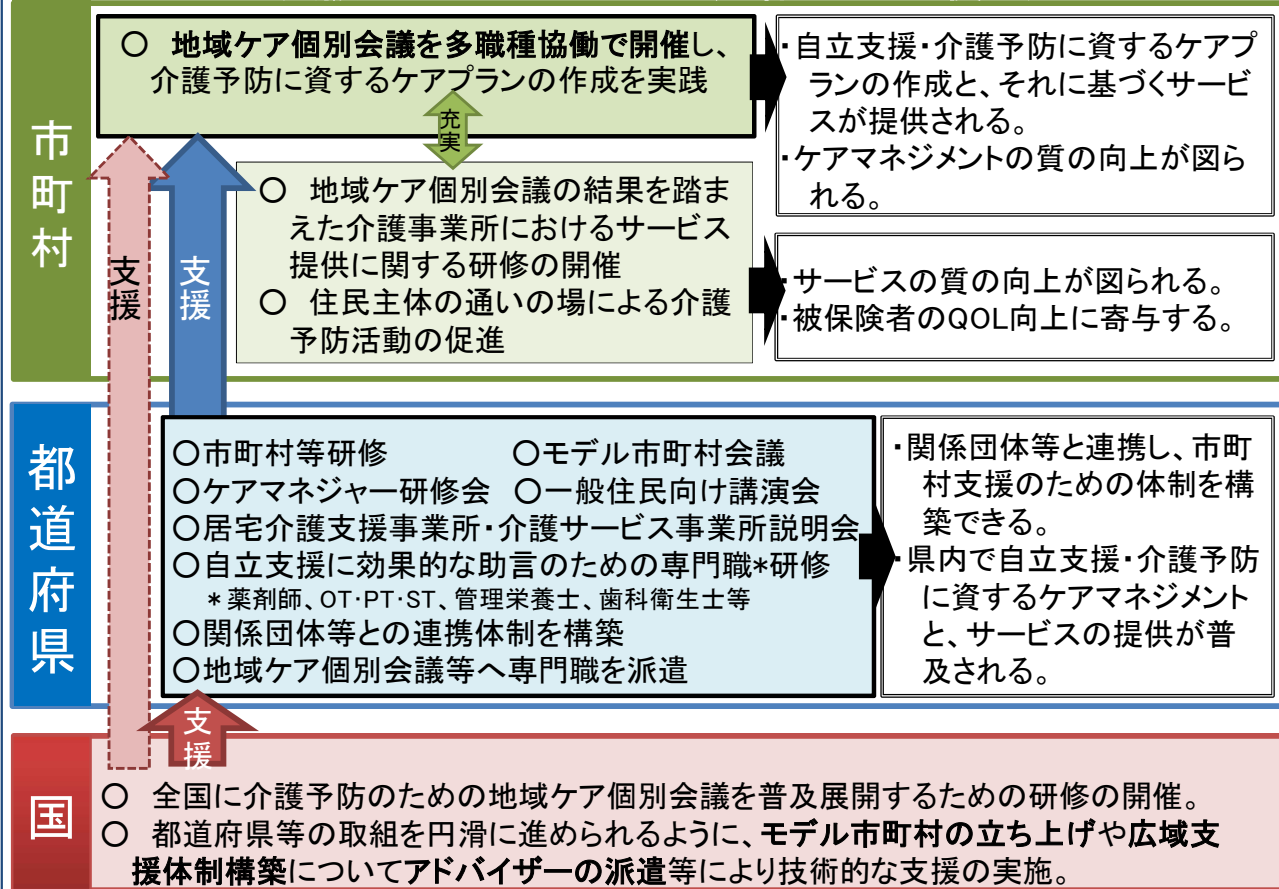 市町村
○ 地域ケア個別会議を多職種協働で開催し、
介護予防に資するケアプランの作成を実践
充実
○ 地域ケア個別会議の結果を踏ま
えた介護事業所におけるサービス
提供に関する研修の開催
○ 住民主体の通いの場による介護
予防活動の促進
・自立支援・介護予防に資するケアプ
ランの作成と、それに基づくサービ
スが提供される。
・ケアマネジメントの質の向上が図ら
れる。
・サービスの質の向上が図られる。
・被保険者のQOL向上に寄与する。
支援
支援
都道府県
○市町村等研修 ○モデル市町村会議
○ケアマネジャー研修会 ○一般住民向け講演会
○居宅介護支援事業所・介護サービス事業所説明会
○自立支援に効果的な助言のための専門職*研修
*薬剤師、OT・PT・ST、管理栄養士、歯科衛生士等
○関係団体等との連携体制を構築
○地域ケア個別会議等へ専門職を派遣
・関係団体等と連携し、市町
村支援のための体制を構
築できる。
・県内で自立支援・介護予防
に資するケアマネジメント
と、サービスの提供が普
及される。
支援
国
○ 全国に介護予防のための地域ケア個別会議を普及展開するための研修の開催。
○ 都道府県等の取組を円滑に進められるように、モデル市町村の立ち上げや広域支
援体制構築についてアドバイザーの派遣等により技術的な支援の実施。